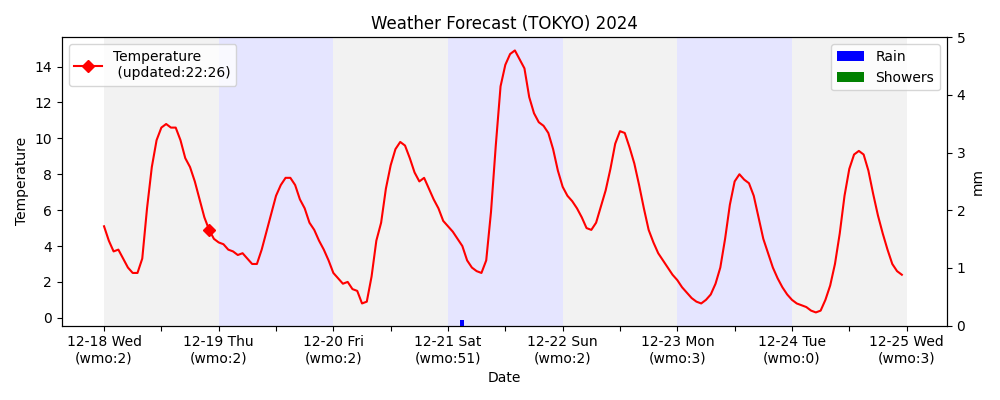 Weather Forecast (TOKYO) 2024
Temperature
(updated:22:26)
Rain
Showers
Temperature
14
12
10
8
6
4
2
0
5
4
3
2
1
0
mm
12-18 Wed
(wmo:2)
12-19 Thu
(wmo:2)
12-20 Fri
(wmo:2)
12-21 Sat
(wmo:51)
12-22 Sun
(wmo:2)
12-23 Mon
(wmo:3)
12-24 Tue
(wmo:0)
12-25 Wed
(wmo:3)
Date